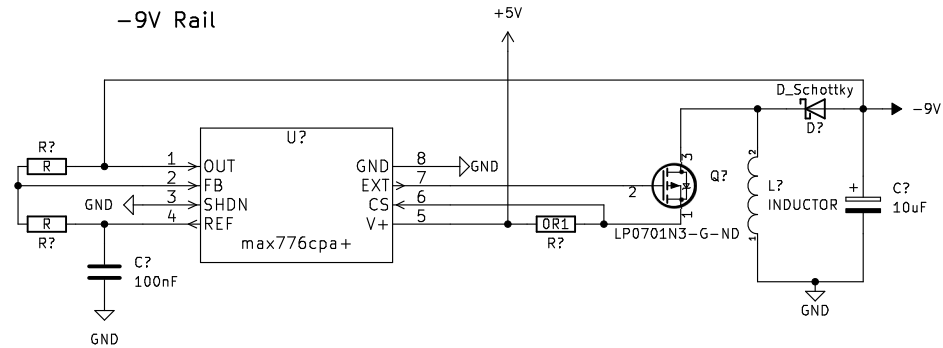 -9V Rail
+5V
D_Schottky
D?
-9V
R?
R
U?
1 OUT
2 FB
GND 3 SHDN
4 REF
GND 8 GND
EXT 7
CS 6
V+ 5
max776cpa+
R
R?
C?
100nF
GND
0R1
R?
2
3
1
Q?
LP0701N3-G-ND
2
L?
INDUCTOR
1
+
C?
10uF
GND